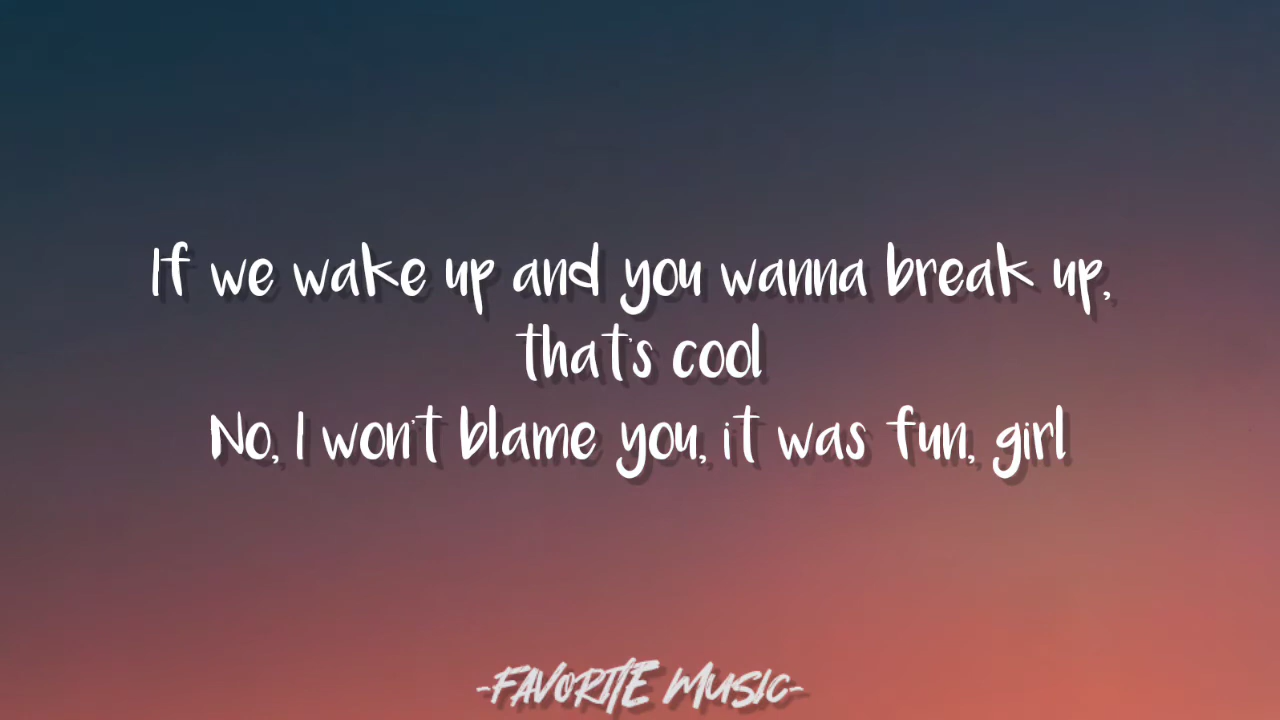 If we wake up and you wanna break up,
that's cool
No, I won't blame you, it was fun, girl
-FAVORITE MUSIC-